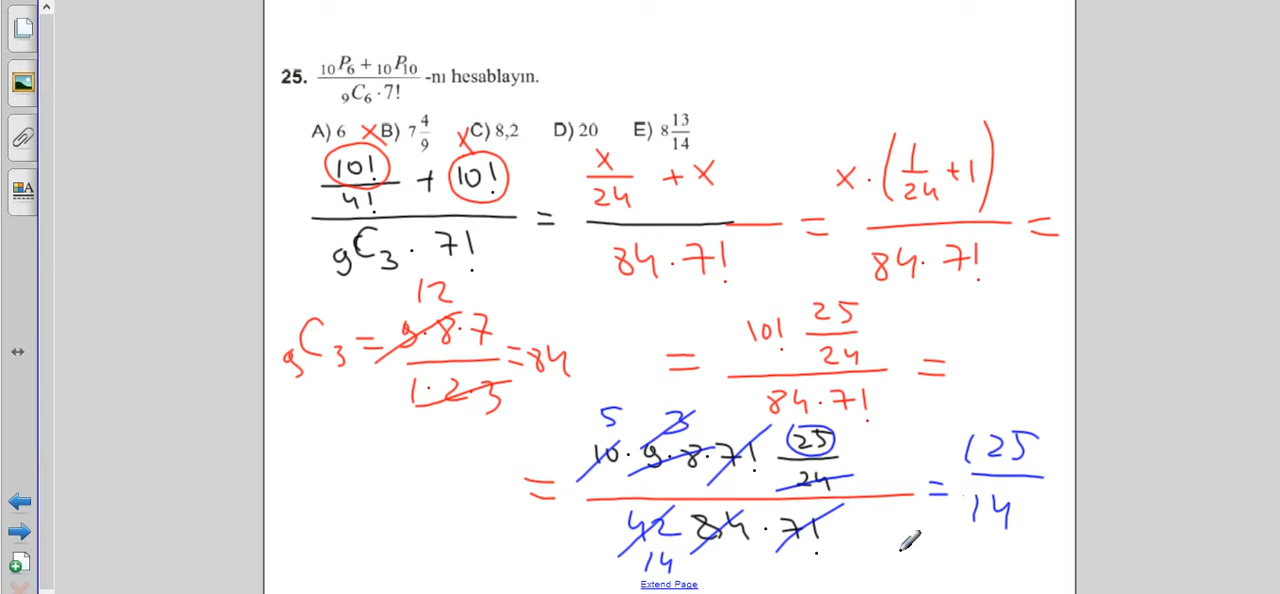 25. (₁₀P₆ + ₁₀P₁₀) / (₉C₆ · 7!) -nı hesablayın.
A) 6 B) 7 4/9 C) 8,2 D) 20 E) 8 13/14
(10!/4! + 10!) / (₉C₃ · 7!) = (x/24 + x) / (84 · 7!) = x · (1/24 + 1) / (84 · 7!) =
12
₉C₃ = 9·8·7 / 1·2·3 = 84
= 10! 25/24 / (84 · 7!) =
5 3
= 10 · 9 · 8 · 7! 25/24 / (42 84 · 7!) = 125/14
14
Extend Page